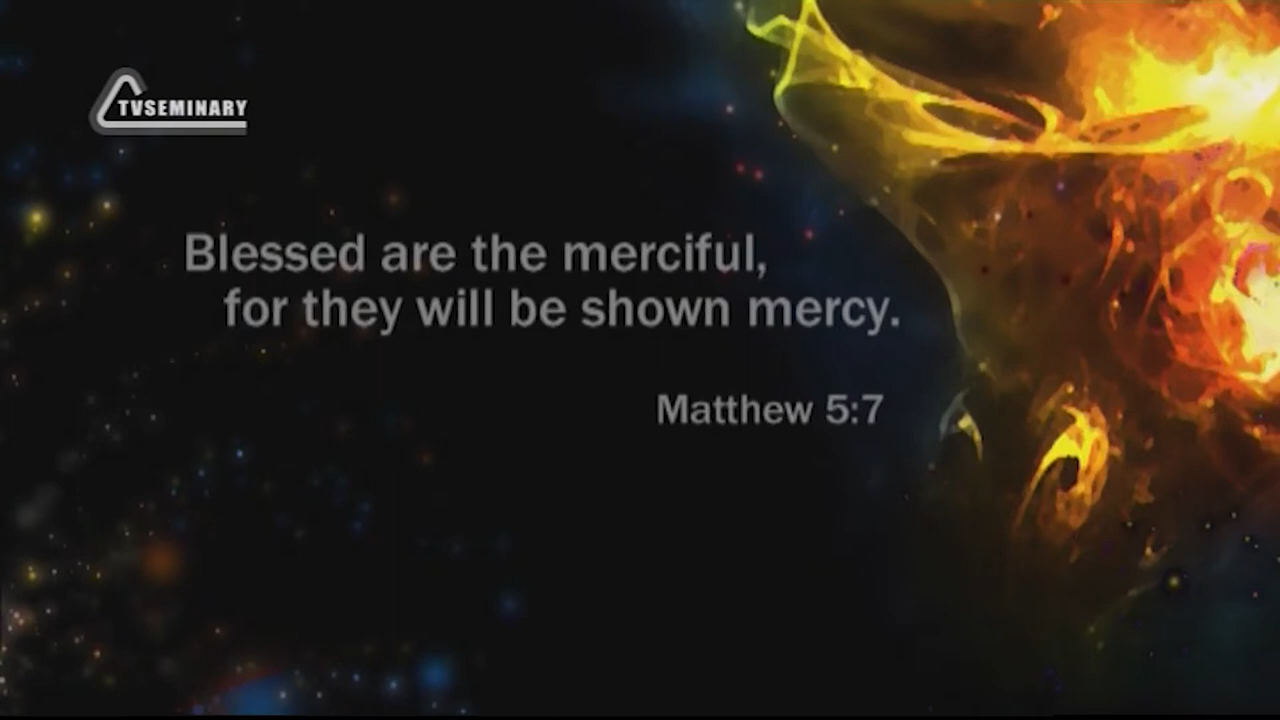 TVSEMINARY
Blessed are the merciful,
for they will be shown mercy.
Matthew 5:7